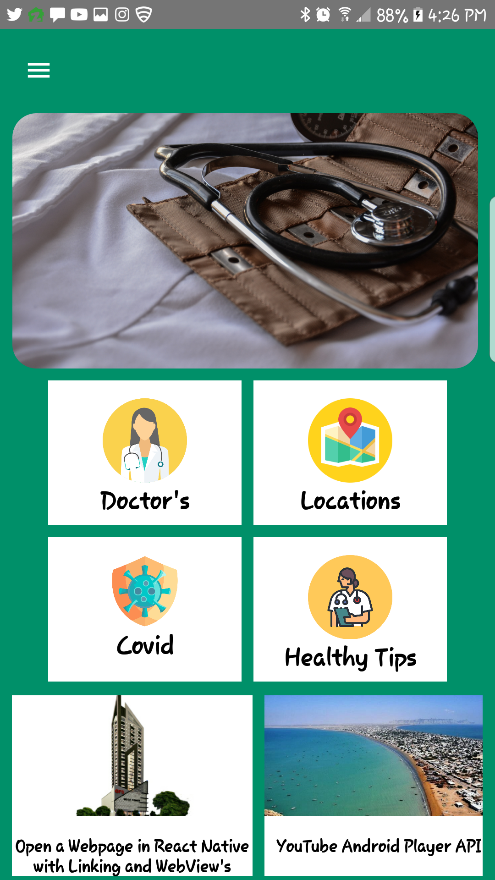 88% 4:26 PM
Doctor's
Locations
Covid
Healthy Tips
Open a Webpage in React Native
with Linking and WebView's
YouTube Android Player API